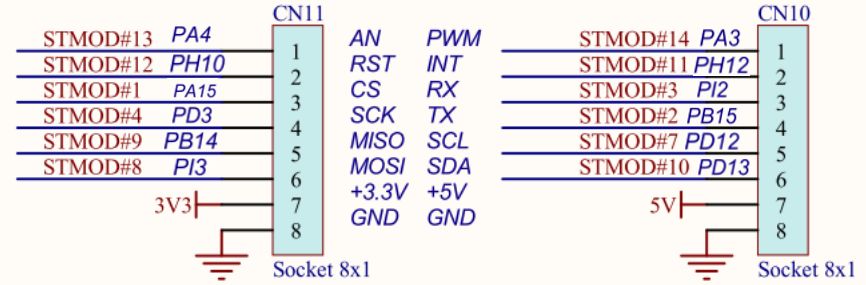 CN11 CN10
STMOD#13 PA4 1 AN PWM STMOD#14 PA3 1
STMOD#12 PH10 2 RST INT STMOD#11 PH12 2
STMOD#1 PA15 3 CS RX STMOD#3 PI2 3
STMOD#4 PD3 4 SCK TX STMOD#2 PB15 4
STMOD#9 PB14 5 MISO SCL STMOD#7 PD12 5
STMOD#8 PI3 6 MOSI SDA STMOD#10 PD13 6
3V3 7 +3.3V +5V 5V 7
8 GND GND 8
Socket 8x1 Socket 8x1